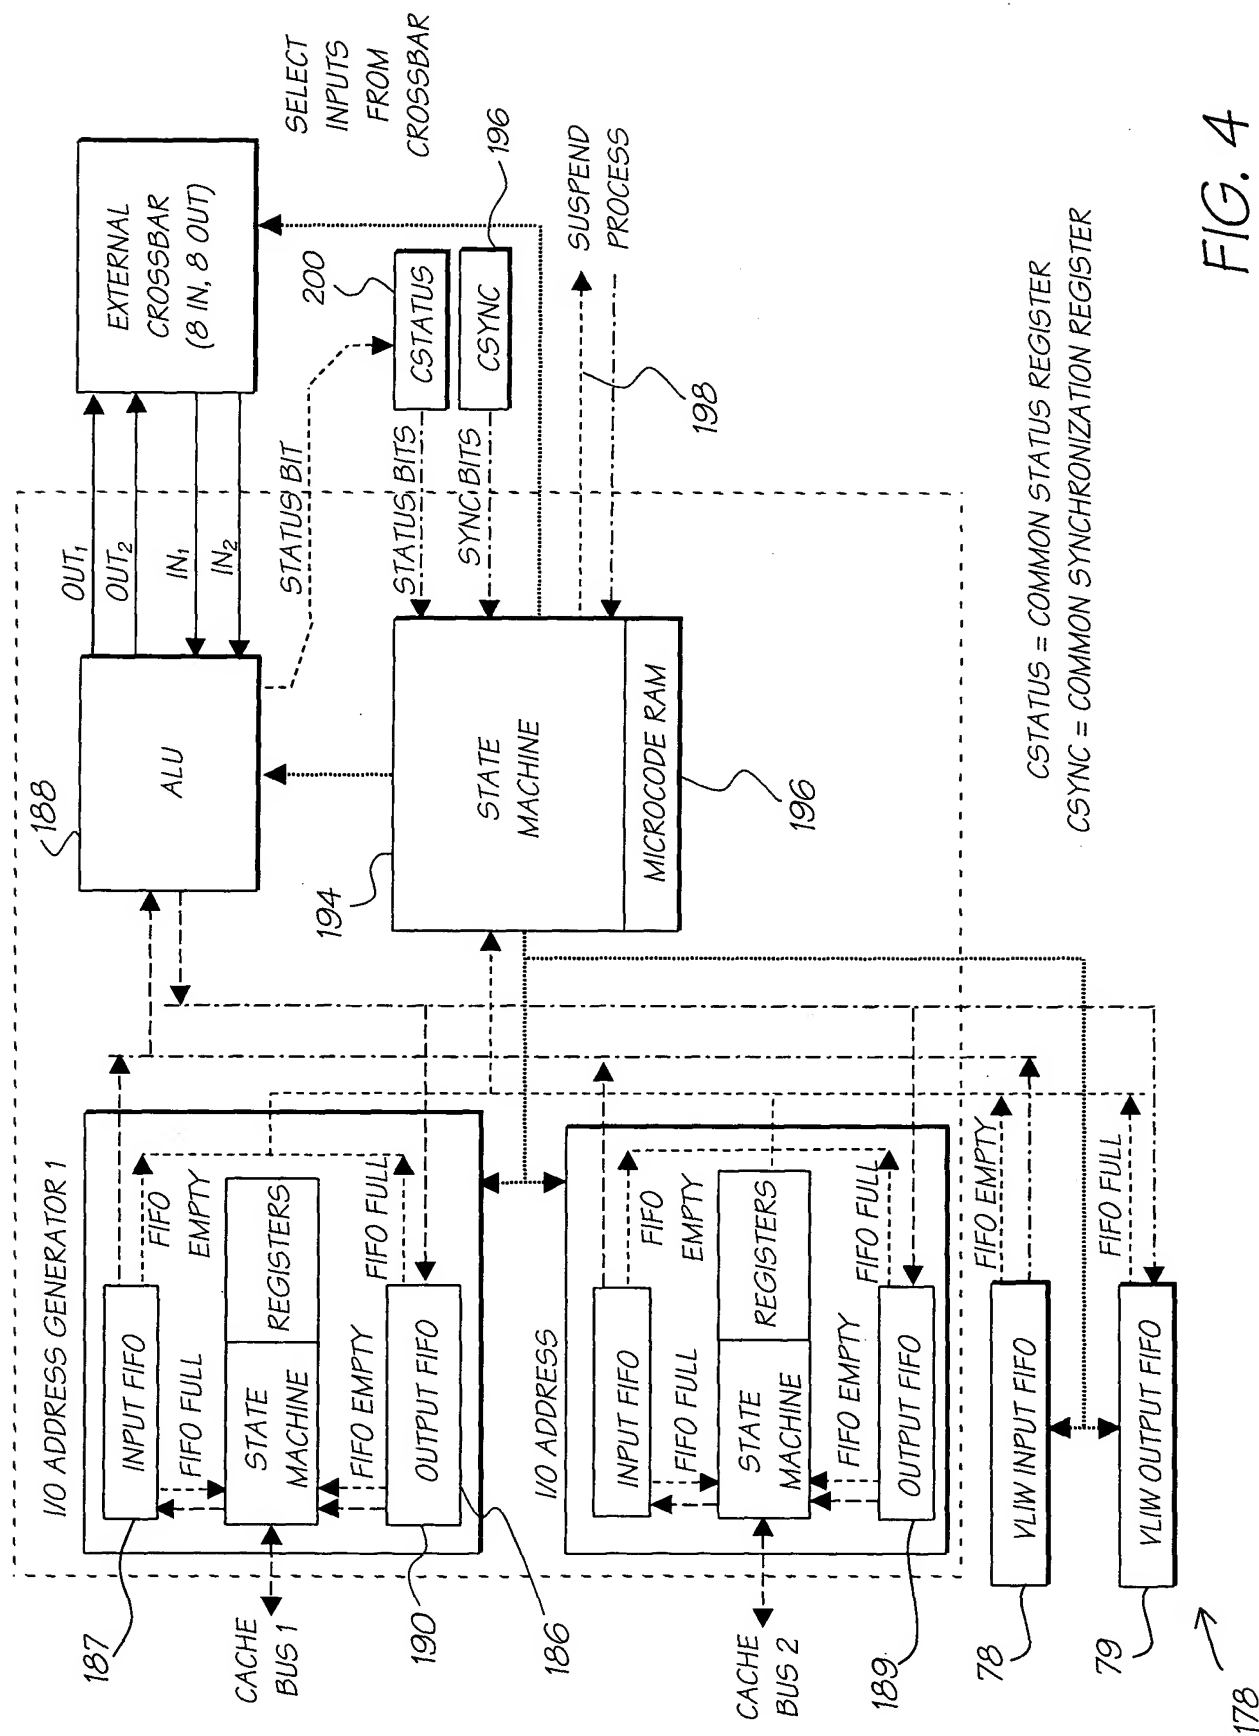 I/O ADDRESS GENERATOR 1
187
INPUT FIFO
FIFO FULL
FIFO
EMPTY
STATE
MACHINE
REGISTERS
CACHE
BUS 1
FIFO EMPTY
FIFO FULL
OUTPUT FIFO
190
186
188
ALU
OUT1
OUT2
IN1
IN2
EXTERNAL
CROSSBAR
(8 IN, 8 OUT)
SELECT
INPUTS
FROM
CROSSBAR
STATUS BIT
200
CSTATUS
STATUS BITS
196
CSYNC
SYNC BITS
194
STATE
MACHINE
MICROCODE RAM
196
SUSPEND
PROCESS
198
I/O ADDRESS
INPUT FIFO
FIFO FULL
FIFO
EMPTY
STATE
MACHINE
REGISTERS
CACHE
BUS 2
FIFO EMPTY
FIFO FULL
OUTPUT FIFO
189
78
VLIW INPUT FIFO
FIFO EMPTY
79
VLIW OUTPUT FIFO
FIFO FULL
178
CSTATUS = COMMON STATUS REGISTER
CSYNC = COMMON SYNCHRONIZATION REGISTER
FIG. 4